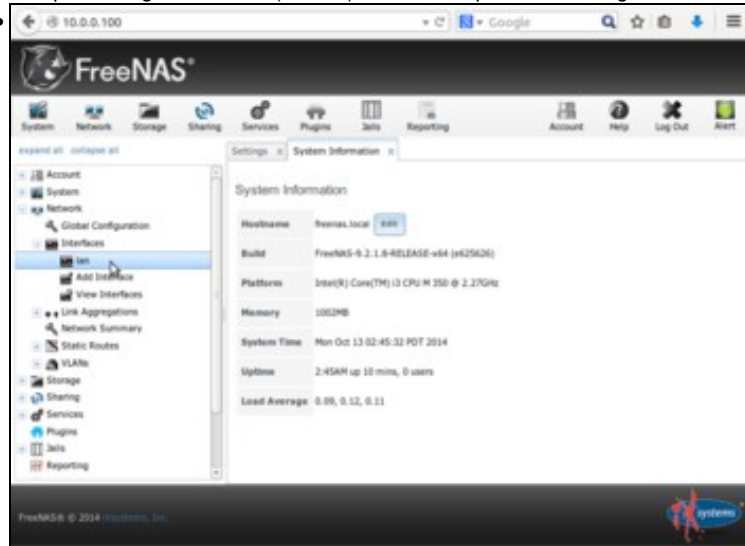 10.0.0.100
Google
FreeNAS®
System Network Storage Sharing Services Plugins Jails Reporting Account Help Log Out Alert
expand all collapse all
Settings x System Information x
Account
System
Network
Global Configuration
Interfaces
lan
Add Interface
View Interfaces
Link Aggregations
Network Summary
Static Routes
VLANs
Storage
Sharing
Services
Plugins
Jails
Reporting
System Information
Hostname freenas.local Edit
Build FreeNAS-9.2.1.8-RELEASE-x64 (e625626)
Platform Intel(R) Core(TM) i3 CPU M 350 @ 2.27GHz
Memory 1002MB
System Time Mon Oct 13 02:45:32 PDT 2014
Uptime 2:45AM up 10 mins, 0 users
Load Average 0.09, 0.12, 0.11
FreeNAS® © 2014 iXsystems, Inc.
systems